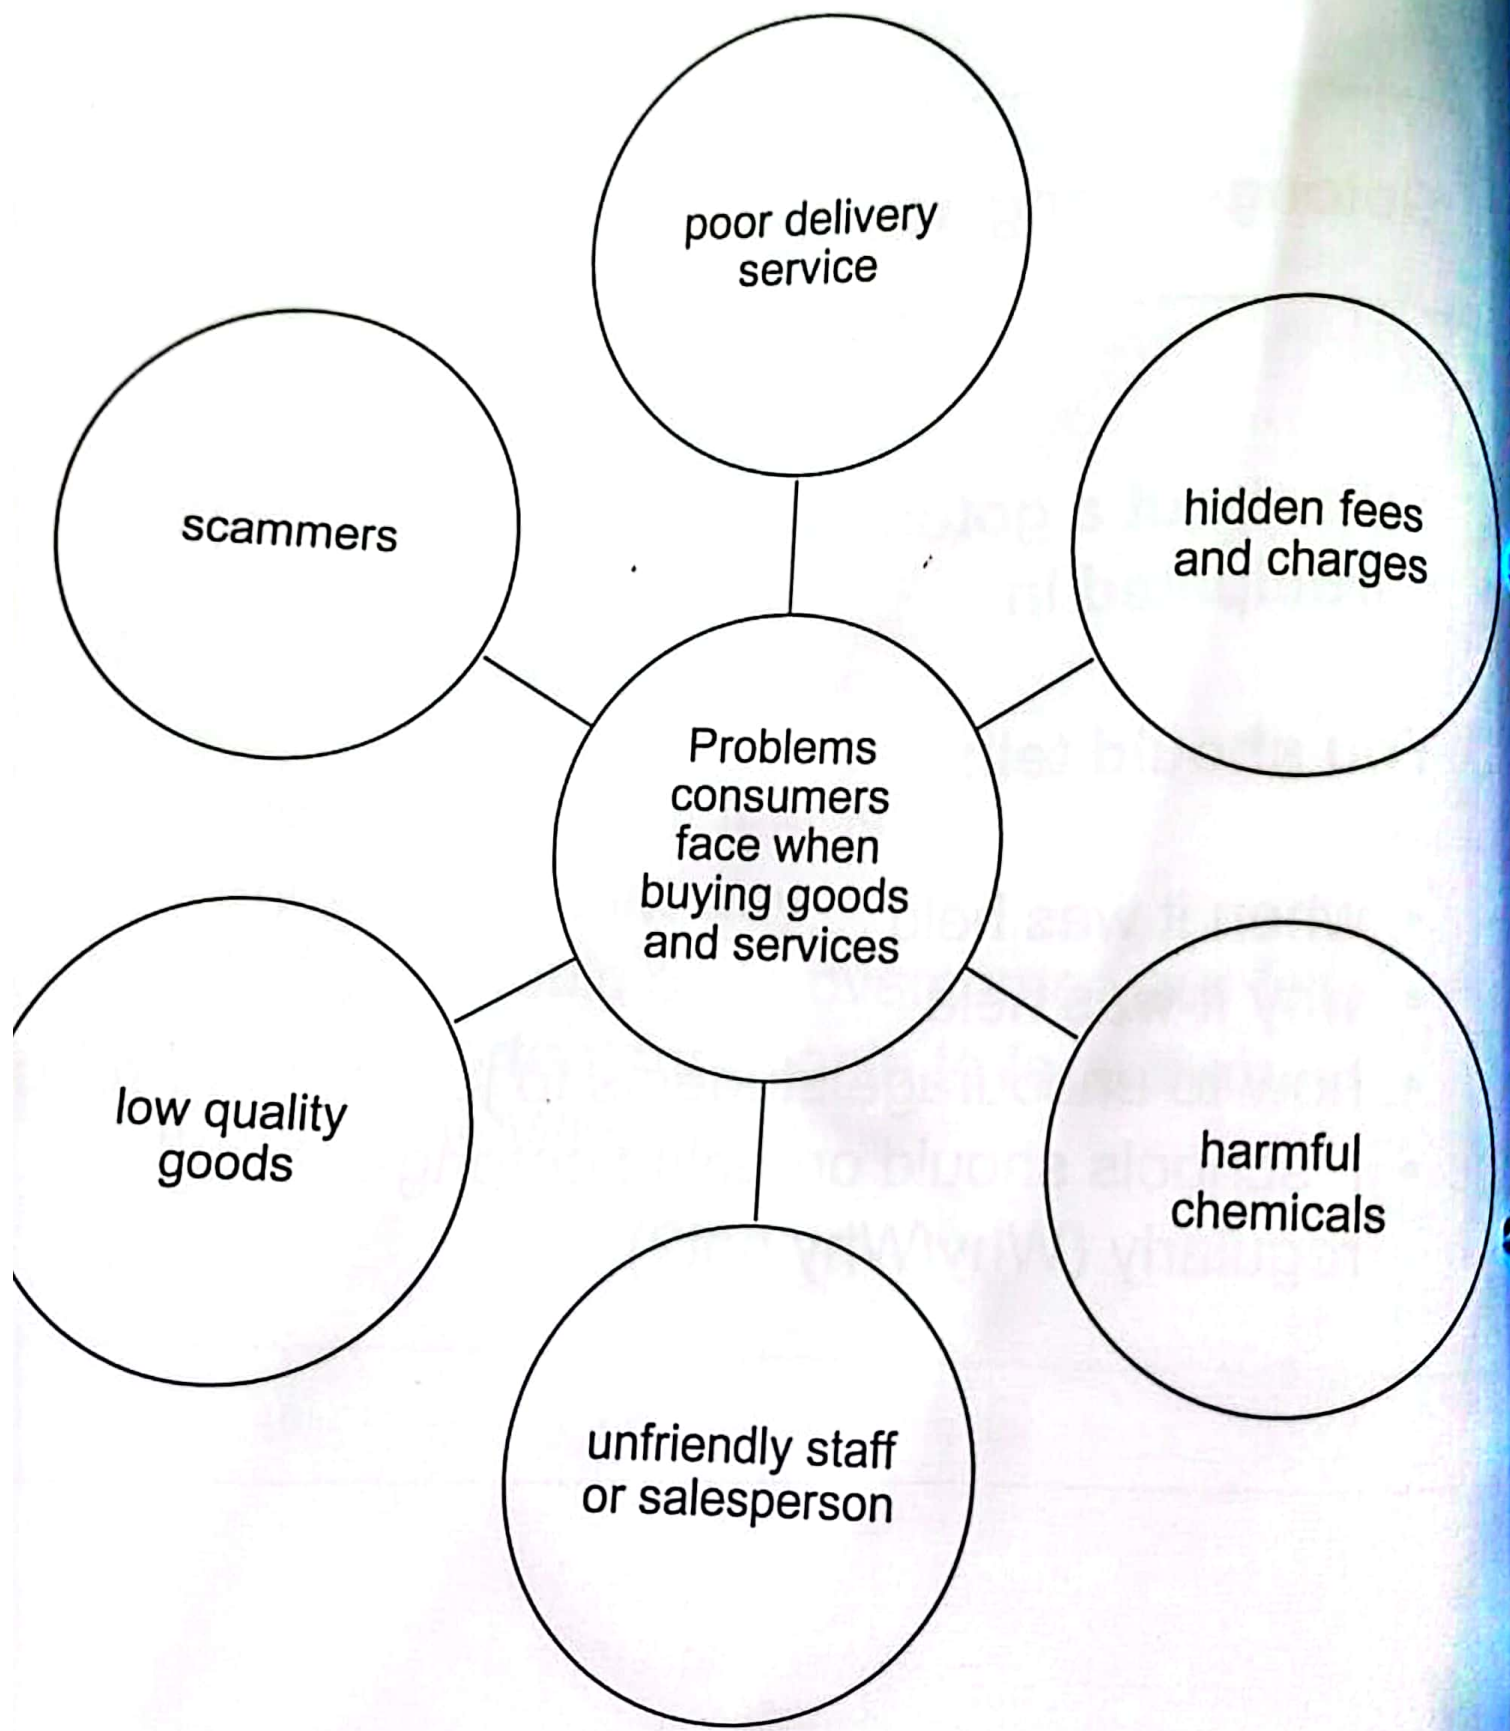 poor delivery
service
scammers
hidden fees
and charges
Problems
consumers
face when
buying goods
and services
low quality
goods
harmful
chemicals
unfriendly staff
or salesperson